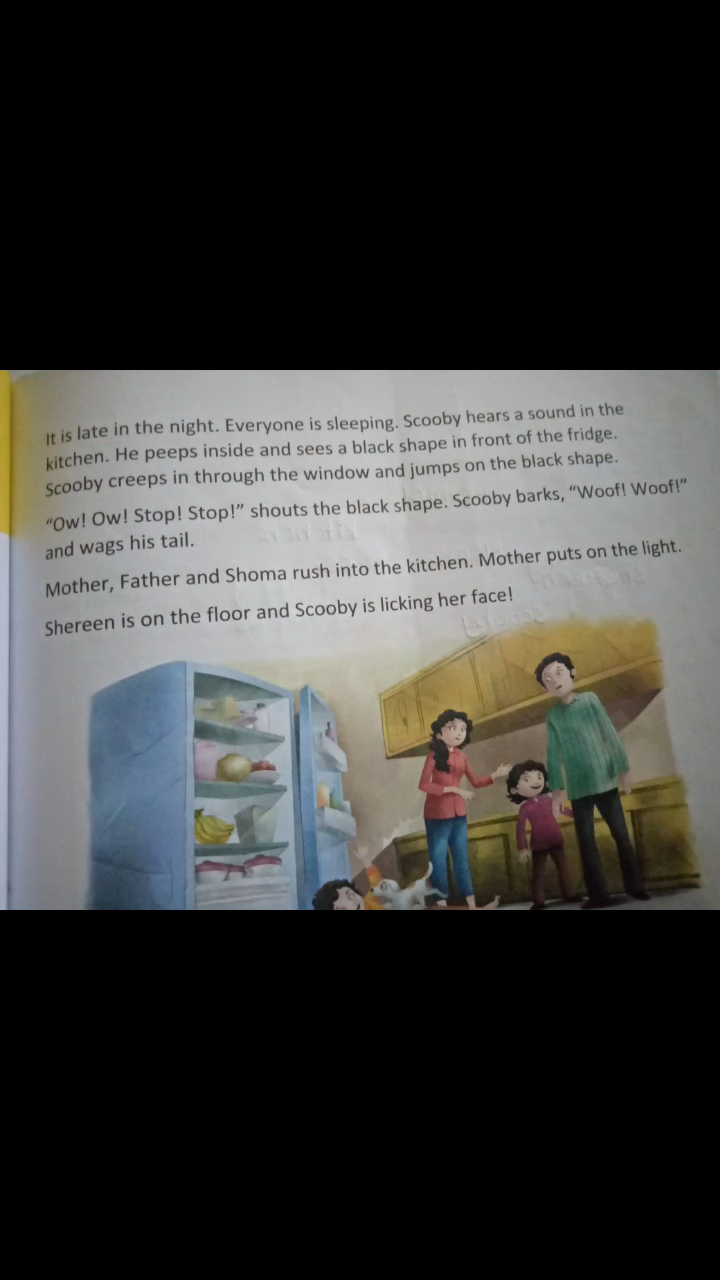 It is late in the night. Everyone is sleeping. Scooby hears a sound in the
kitchen. He peeps inside and sees a black shape in front of the fridge.
Scooby creeps in through the window and jumps on the black shape.
“Ow! Ow! Stop! Stop!” shouts the black shape. Scooby barks, “Woof! Woof!”
and wags his tail.
Mother, Father and Shoma rush into the kitchen. Mother puts on the light.
Shereen is on the floor and Scooby is licking her face!